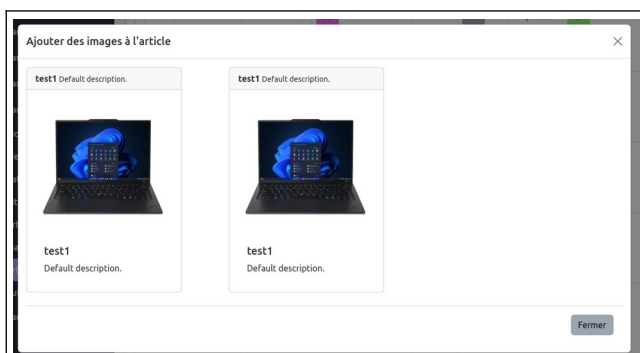 Ajouter des images à l'article
test1 Default description.
test1 Default description.
test1
Default description.
test1
Default description.
Fermer